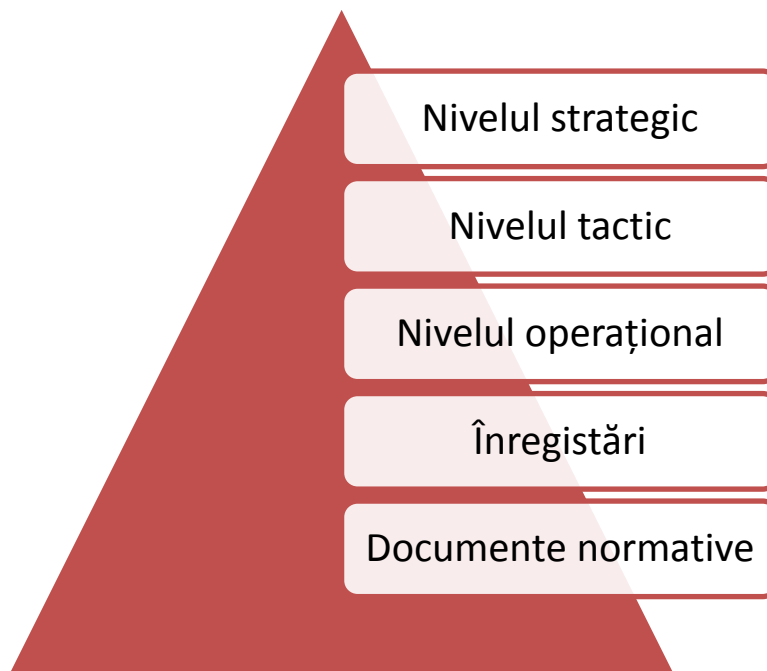 Nivelul strategic
Nivelul tactic
Nivelul operațional
Înregistări
Documente normative